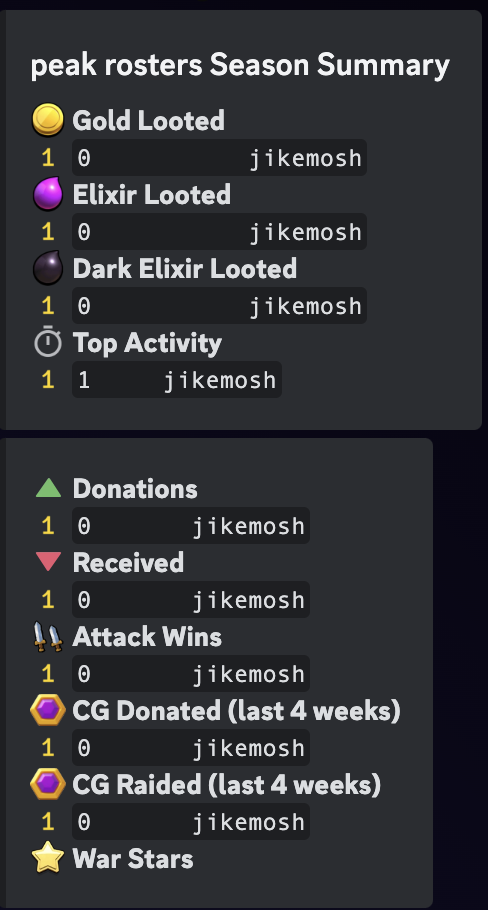 peak rosters Season Summary
Gold Looted
1 0 jikemosh
Elixir Looted
1 0 jikemosh
Dark Elixir Looted
1 0 jikemosh
Top Activity
1 1 jikemosh
Donations
1 0 jikemosh
Received
1 0 jikemosh
Attack Wins
1 0 jikemosh
CG Donated (last 4 weeks)
1 0 jikemosh
CG Raided (last 4 weeks)
1 0 jikemosh
War Stars